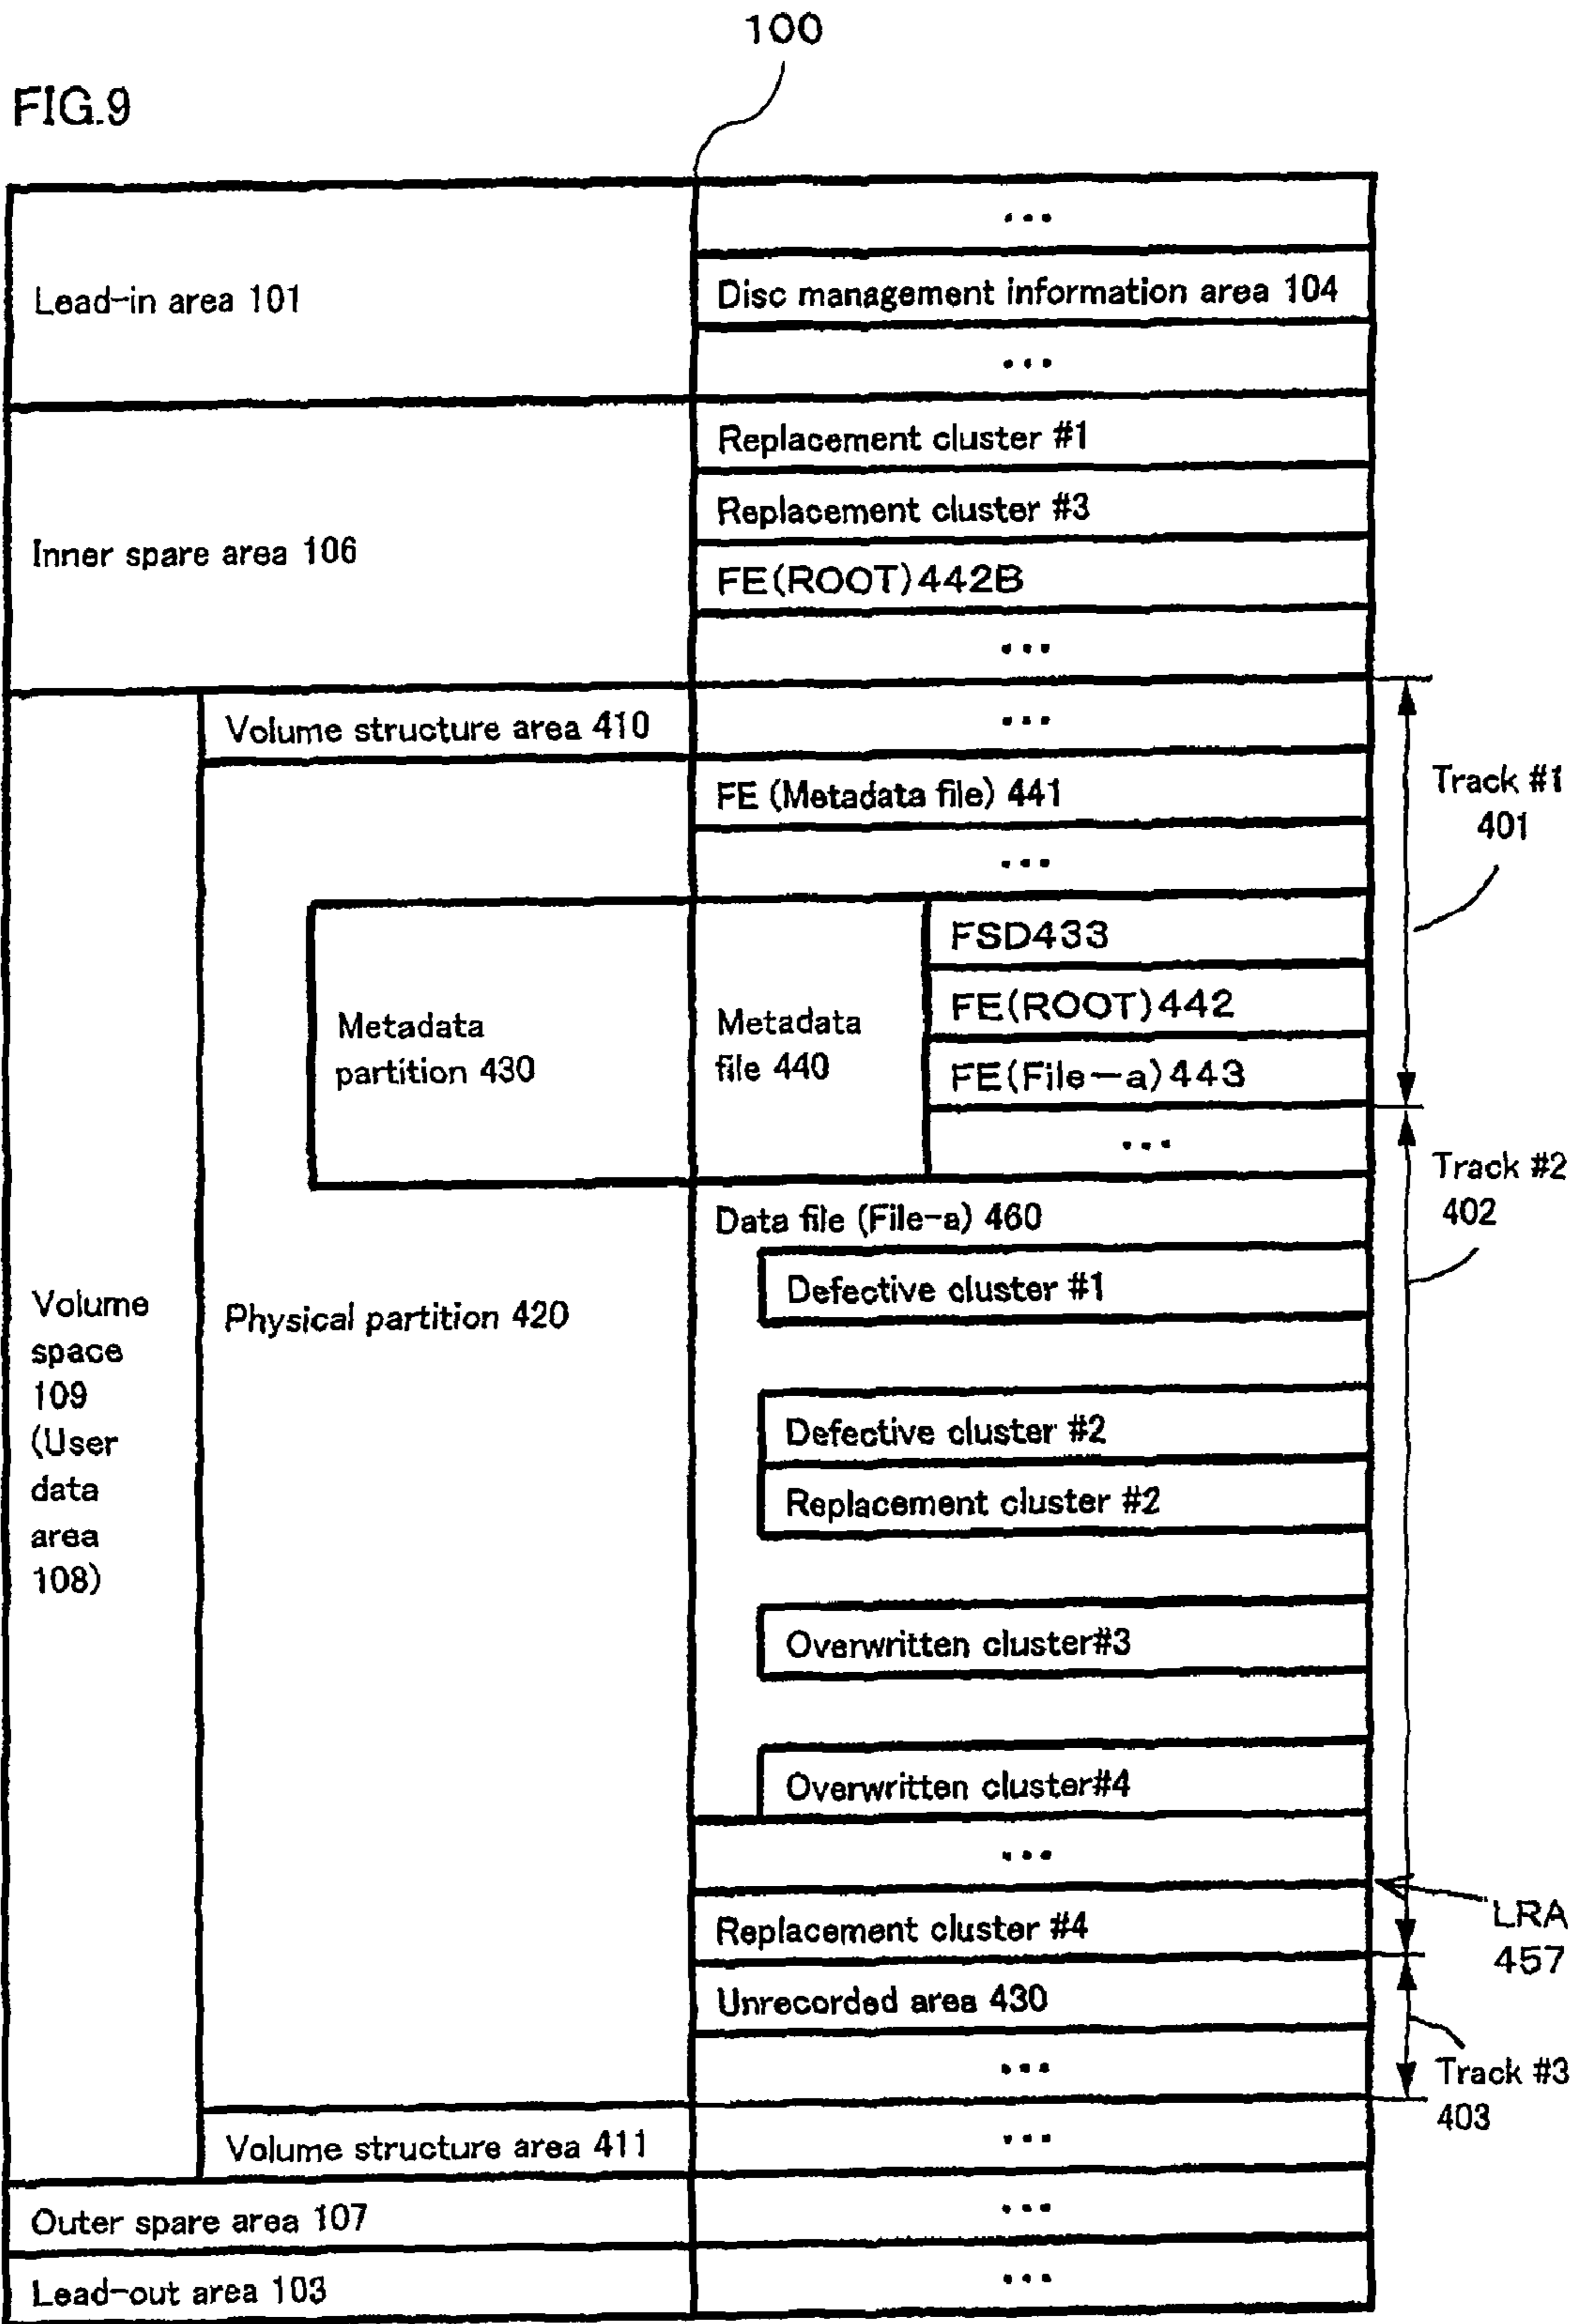 100
FIG.9
...
Lead-in area 101
Disc management information area 104
...
Replacement cluster #1
Replacement cluster #3
Inner spare area 106
FE(ROOT)442B
...
Volume structure area 410
...
FE (Metadata file) 441
Track #1
401
...
FSD433
FE(ROOT)442
Metadata
partition 430
Metadata
file 440
FE(File-a)443
...
Track #2
402
Data file (File-a) 460
Defective cluster #1
Volume
space
109
(User
data
area
108)
Physical partition 420
Defective cluster #2
Replacement cluster #2
Overwritten cluster#3
Overwritten cluster#4
...
LRA
457
Replacement cluster #4
Unrecorded area 430
...
Track #3
403
Volume structure area 411
...
Outer spare area 107
...
Lead-out area 103
...